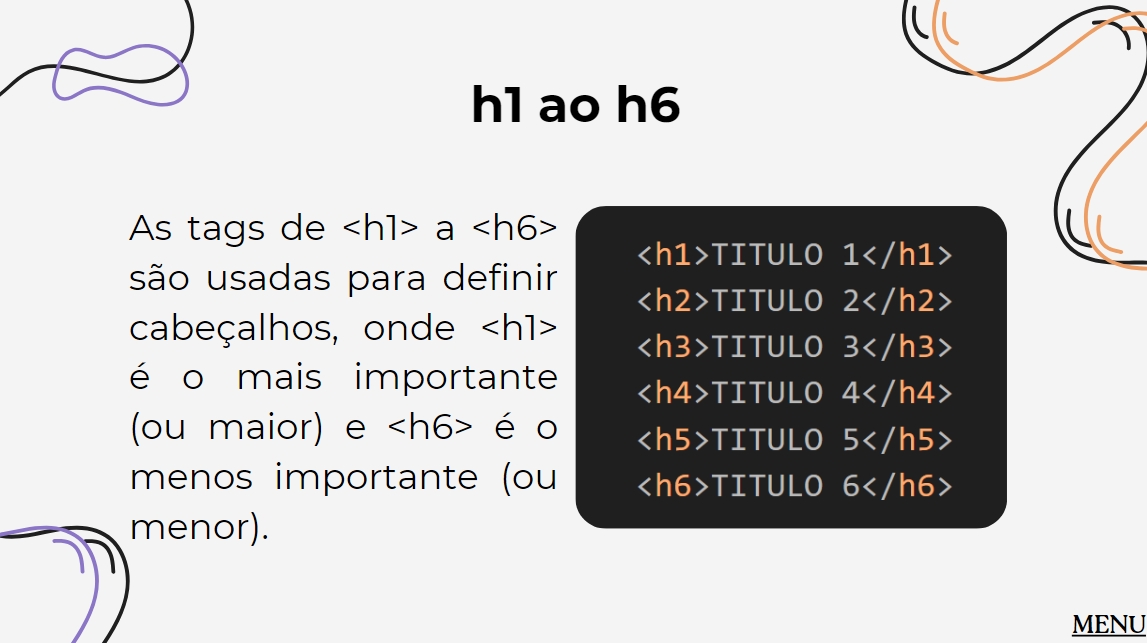 h1 ao h6
As tags de <h1> a <h6>
são usadas para definir
cabeçalhos, onde <h1>
é o mais importante
(ou maior) e <h6> é o
menos importante (ou
menor).
<h1>TITULO 1</h1>
<h2>TITULO 2</h2>
<h3>TITULO 3</h3>
<h4>TITULO 4</h4>
<h5>TITULO 5</h5>
<h6>TITULO 6</h6>
MENU